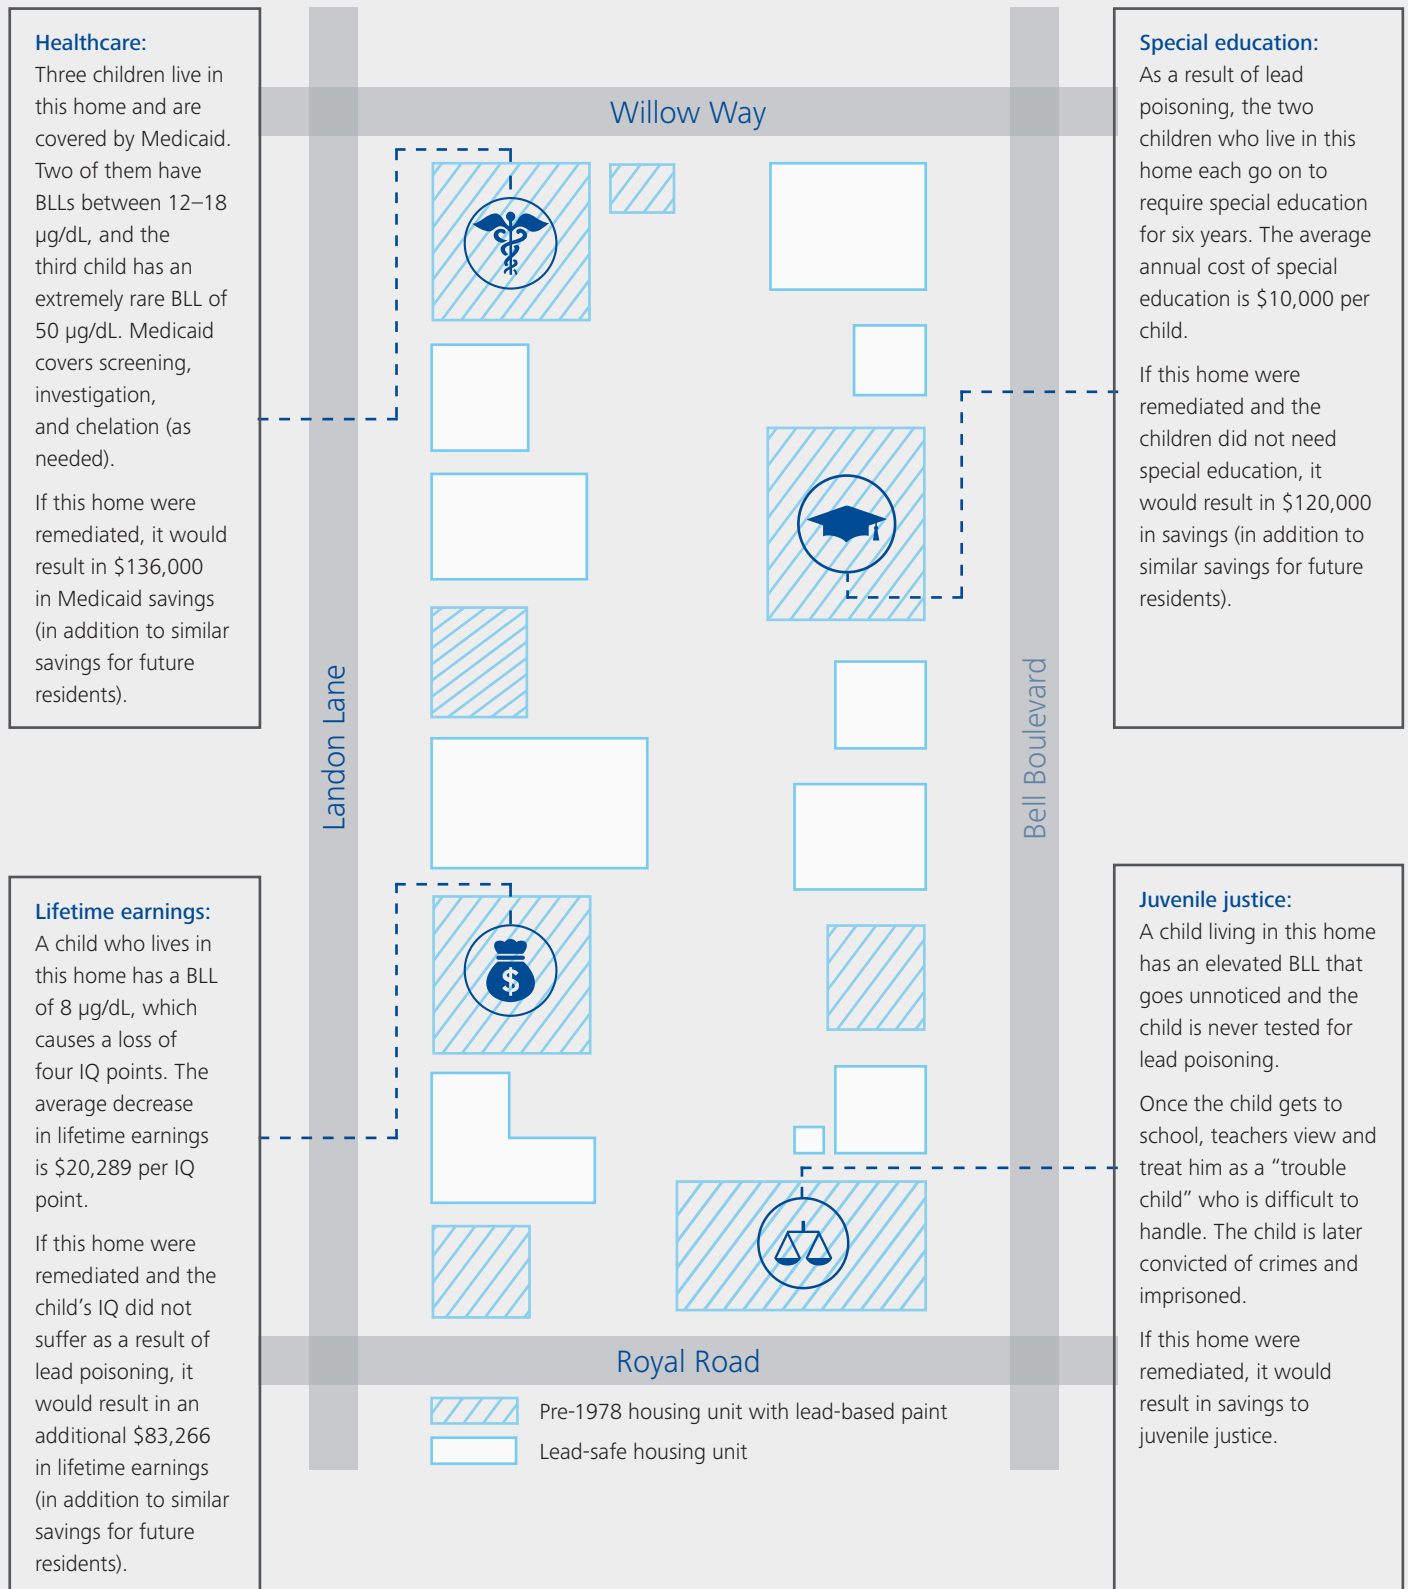 Healthcare:
Three children live in
this home and are
covered by Medicaid.
Two of them have
BLLs between 12–18
µg/dL, and the
third child has an
extremely rare BLL of
50 µg/dL. Medicaid
covers screening,
investigation,
and chelation (as
needed).
If this home were
remediated, it would
result in $136,000
in Medicaid savings
(in addition to similar
savings for future
residents).
Willow Way
Special education:
As a result of lead
poisoning, the two
children who live in this
home each go on to
require special education
for six years. The average
annual cost of special
education is $10,000 per
child.
If this home were
remediated and the
children did not need
special education, it
would result in $120,000
in savings (in addition to
similar savings for future
residents).
Landon Lane
Bell Boulevard
Lifetime earnings:
A child who lives in
this home has a BLL
of 8 µg/dL, which
causes a loss of
four IQ points. The
average decrease
in lifetime earnings
is $20,289 per IQ
point.
If this home were
remediated and the
child’s IQ did not
suffer as a result of
lead poisoning, it
would result in an
additional $83,266
in lifetime earnings
(in addition to similar
savings for future
residents).
$
Juvenile justice:
A child living in this home
has an elevated BLL that
goes unnoticed and the
child is never tested for
lead poisoning.
Once the child gets to
school, teachers view and
treat him as a “trouble
child” who is difficult to
handle. The child is later
convicted of crimes and
imprisoned.
If this home were
remediated, it would
result in savings to
juvenile justice.
Royal Road
Pre-1978 housing unit with lead-based paint
Lead-safe housing unit